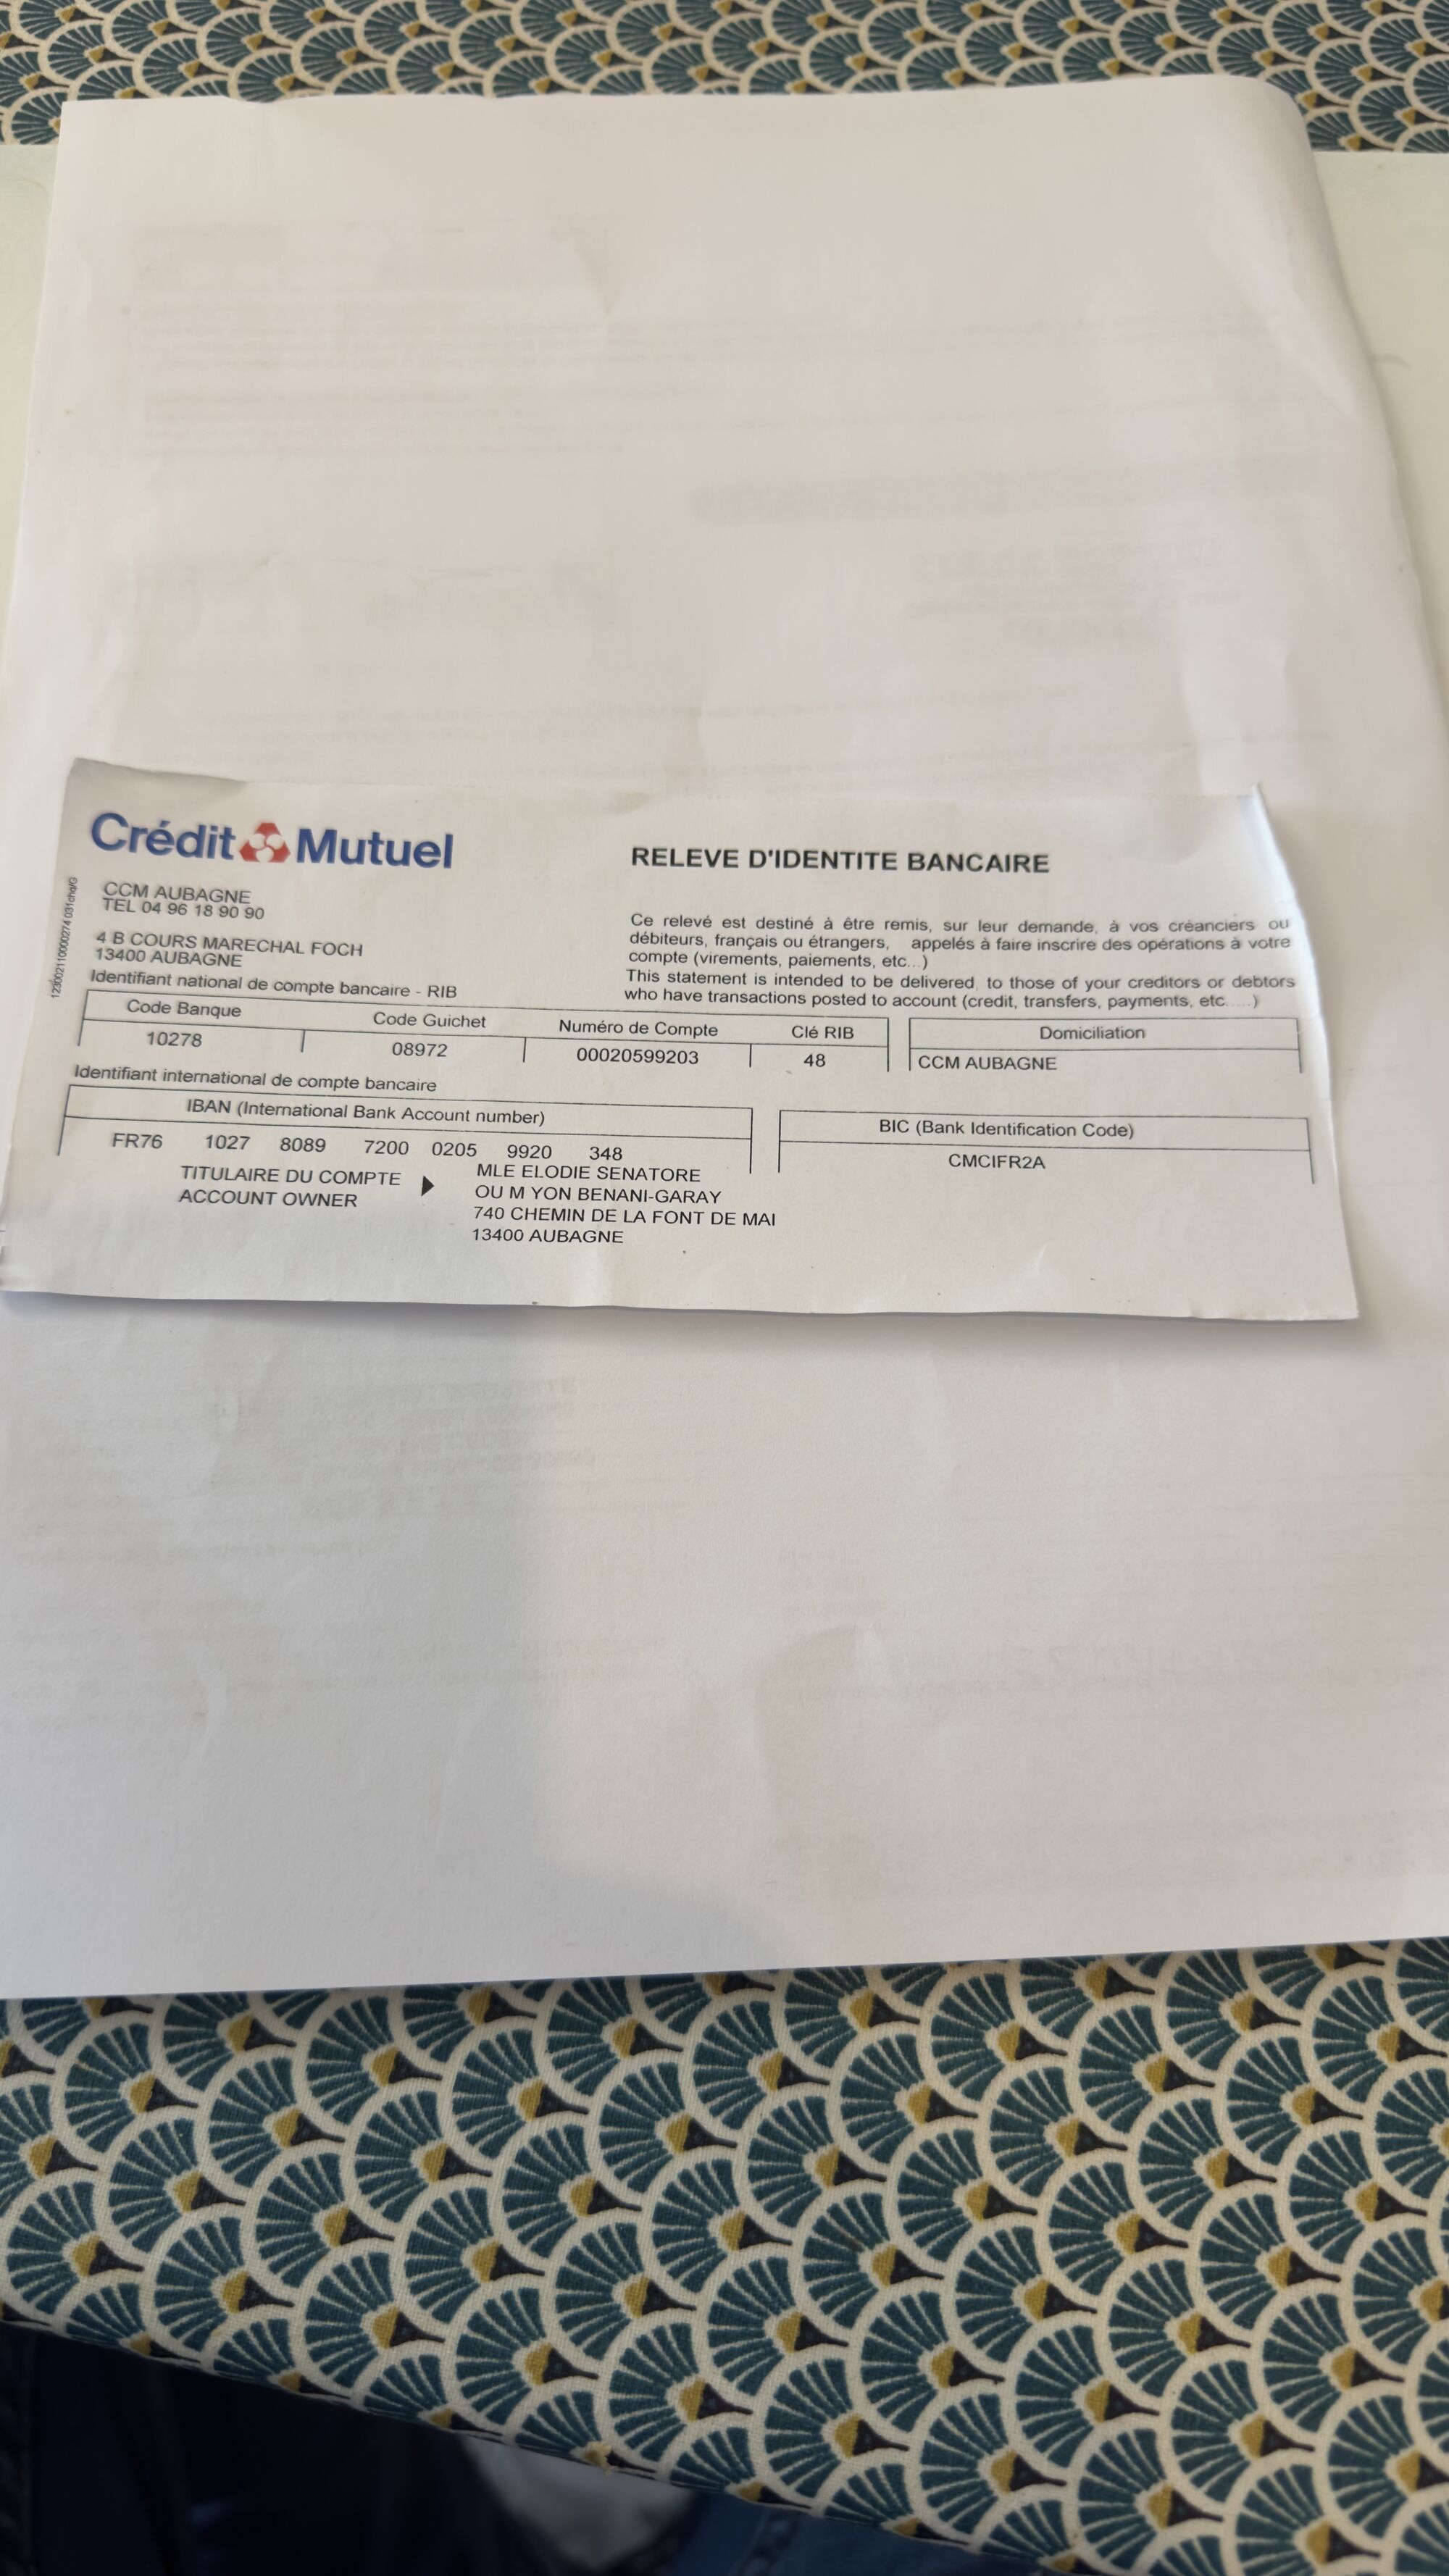 Crédit Mutuel
RELEVE D'IDENTITE BANCAIRE
CCM AUBAGNE
TEL 04 96 18 90 90
4 B COURS MARECHAL FOCH
13400 AUBAGNE
Ce relevé est destiné à être remis, sur leur demande, à vos créanciers ou
débiteurs, français ou étrangers, appelés à faire inscrire des opérations à votre
compte (virements, paiements, etc...)
This statement is intended to be delivered, to those of your creditors or debtors
who have transactions posted to account (credit, transfers, payments, etc.....)
Identifiant national de compte bancaire - RIB
Code Banque Code Guichet Numéro de Compte Clé RIB Domiciliation
10278 08972 00020599203 48 CCM AUBAGNE
Identifiant international de compte bancaire
IBAN (International Bank Account number) BIC (Bank Identification Code)
FR76 1027 8089 7200 0205 9920 348 CMCIFR2A
TITULAIRE DU COMPTE MLE ELODIE SENATORE
ACCOUNT OWNER OU M YON BENANI-GARAY
740 CHEMIN DE LA FONT DE MAI
13400 AUBAGNE